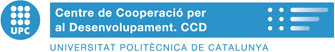 UPC
Centre de Cooperació per
al Desenvolupament. CCD
UNIVERSITAT POLITÈCNICA DE CATALUNYA